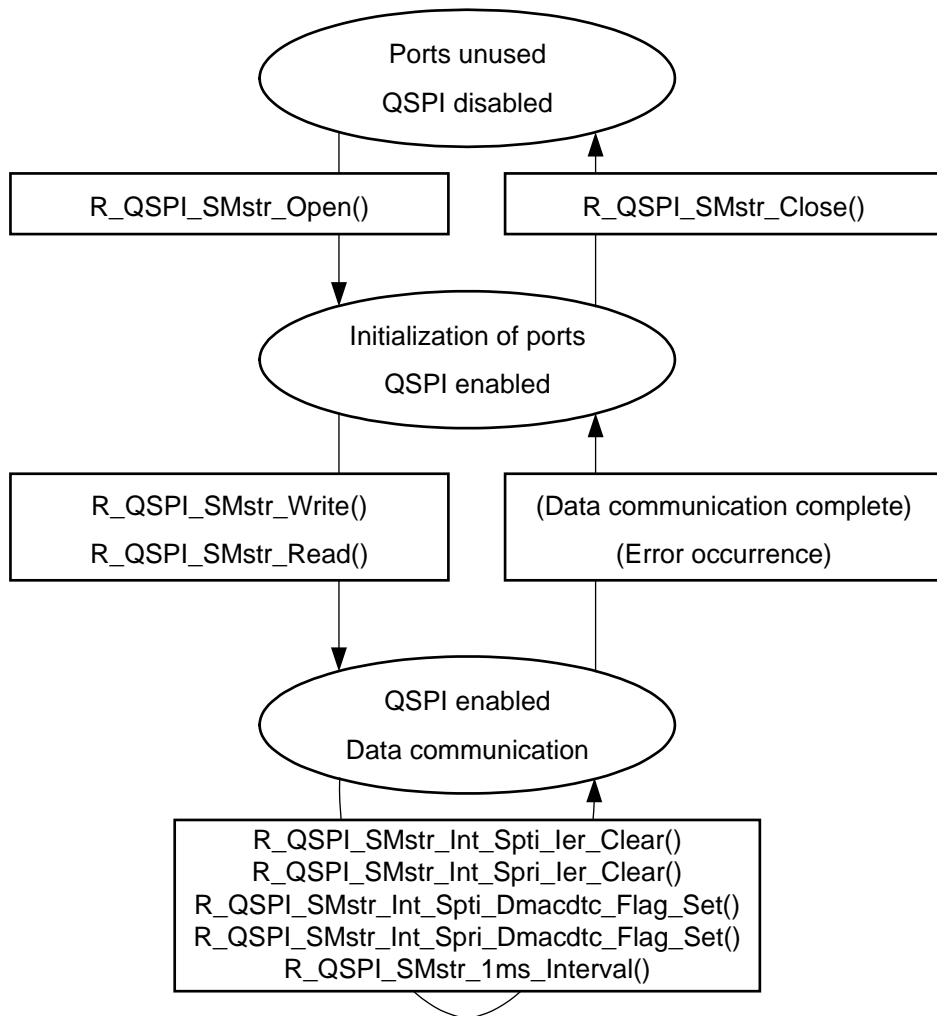 Ports unused
QSPI disabled
R_QSPI_SMstr_Open()
R_QSPI_SMstr_Close()
Initialization of ports
QSPI enabled
R_QSPI_SMstr_Write()
R_QSPI_SMstr_Read()
(Data communication complete)
(Error occurrence)
QSPI enabled
Data communication
R_QSPI_SMstr_Int_Spti_Ier_Clear()
R_QSPI_SMstr_Int_Spri_Ier_Clear()
R_QSPI_SMstr_Int_Spti_Dmacdtc_Flag_Set()
R_QSPI_SMstr_Int_Spri_Dmacdtc_Flag_Set()
R_QSPI_SMstr_1ms_Interval()